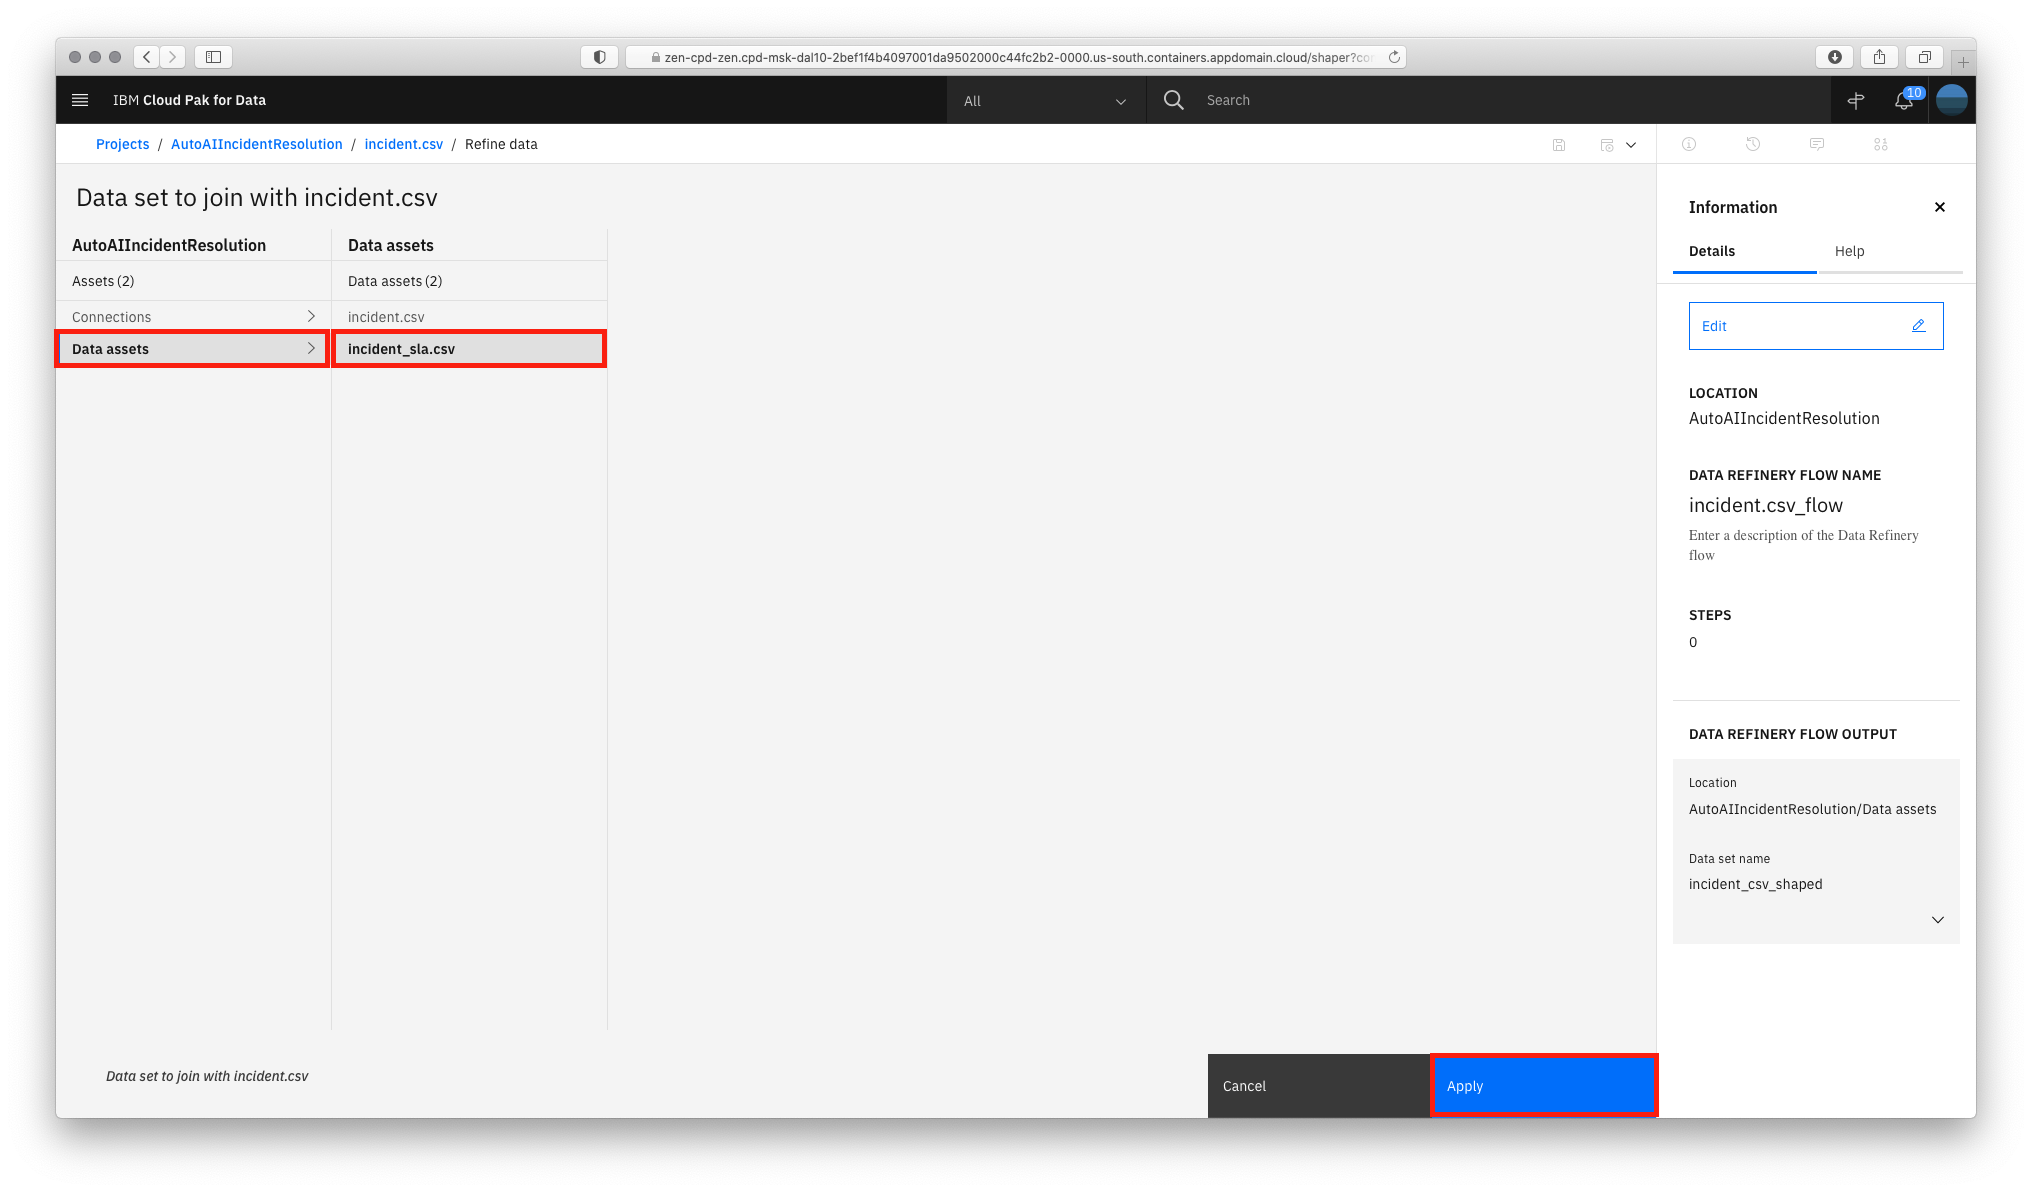 zen-cpd-zen.cpd-msk-dal10-2bef1f4b4097001da9502000c44fc2b2-0000.us-south.containers.appdomain.cloud/shaper?co
IBM Cloud Pak for Data
All
Search
10
Projects / AutoAIIncidentResolution / incident.csv / Refine data
Data set to join with incident.csv
AutoAIIncidentResolution
Data assets
Assets (2)
Data assets (2)
Connections
incident.csv
Data assets
incident_sla.csv
Data set to join with incident.csv
Cancel
Apply
Information
Details
Help
Edit
LOCATION
AutoAIIncidentResolution
DATA REFINERY FLOW NAME
incident.csv_flow
Enter a description of the Data Refinery
flow
STEPS
0
DATA REFINERY FLOW OUTPUT
Location
AutoAIIncidentResolution/Data assets
Data set name
incident_csv_shaped